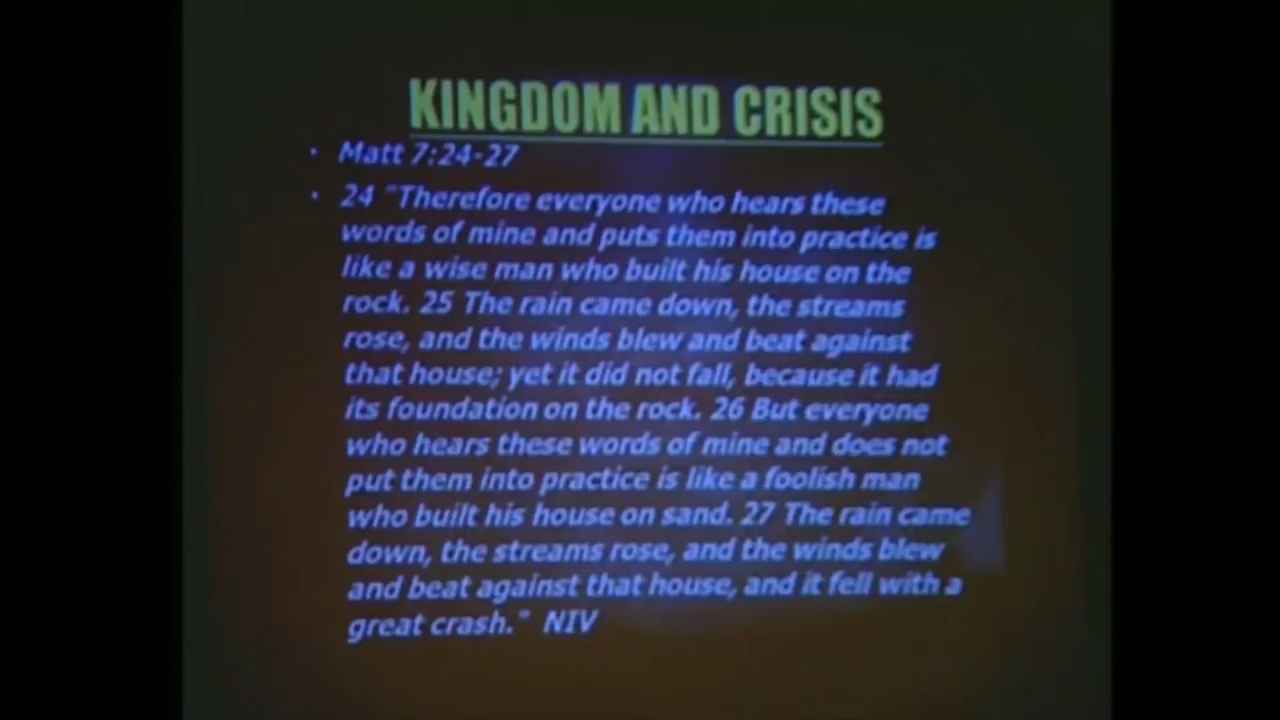 KINGDOM AND CRISIS
• Matt 7:24-27
• 24 "Therefore everyone who hears these
words of mine and puts them into practice is
like a wise man who built his house on the
rock. 25 The rain came down, the streams
rose, and the winds blew and beat against
that house; yet it did not fall, because it had
its foundation on the rock. 26 But everyone
who hears these words of mine and does not
put them into practice is like a foolish man
who built his house on sand. 27 The rain came
down, the streams rose, and the winds blew
and beat against that house, and it fell with a
great crash." NIV